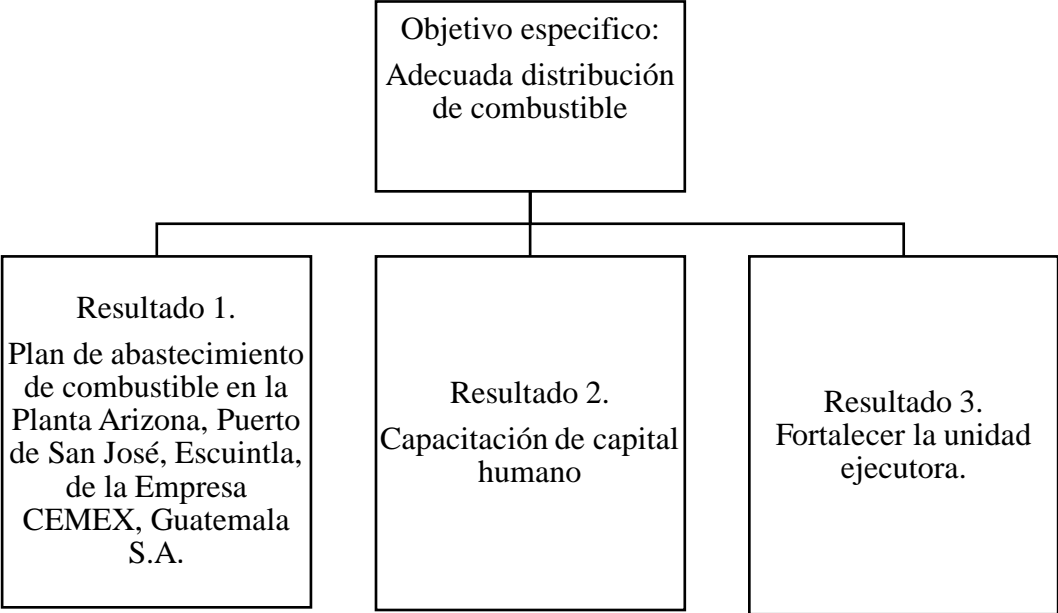 Objetivo especifico:
Adecuada distribución
de combustible
Resultado 1.
Plan de abastecimiento
de combustible en la
Planta Arizona, Puerto
de San José, Escuintla,
de la Empresa
CEMEX, Guatemala
S.A.
Resultado 2.
Capacitación de capital
humano
Resultado 3.
Fortalecer la unidad
ejecutora.